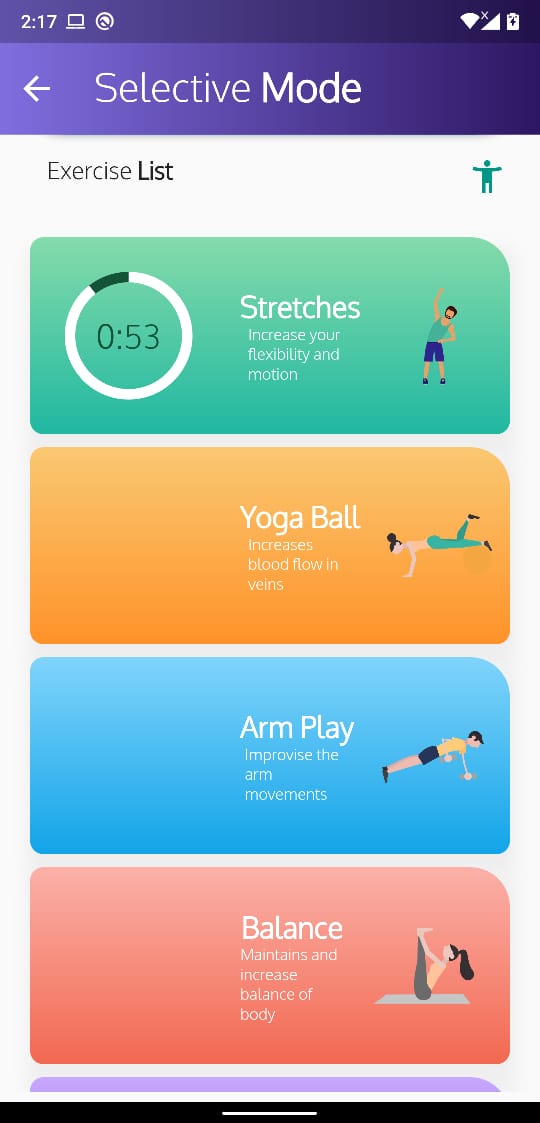 2:17
Selective Mode
Exercise List
0:53
Stretches
Increase your
flexibility and
motion
Yoga Ball
Increases
blood flow in
veins
Arm Play
Improvise the
arm
movements
Balance
Maintains and
increase
balance of
body